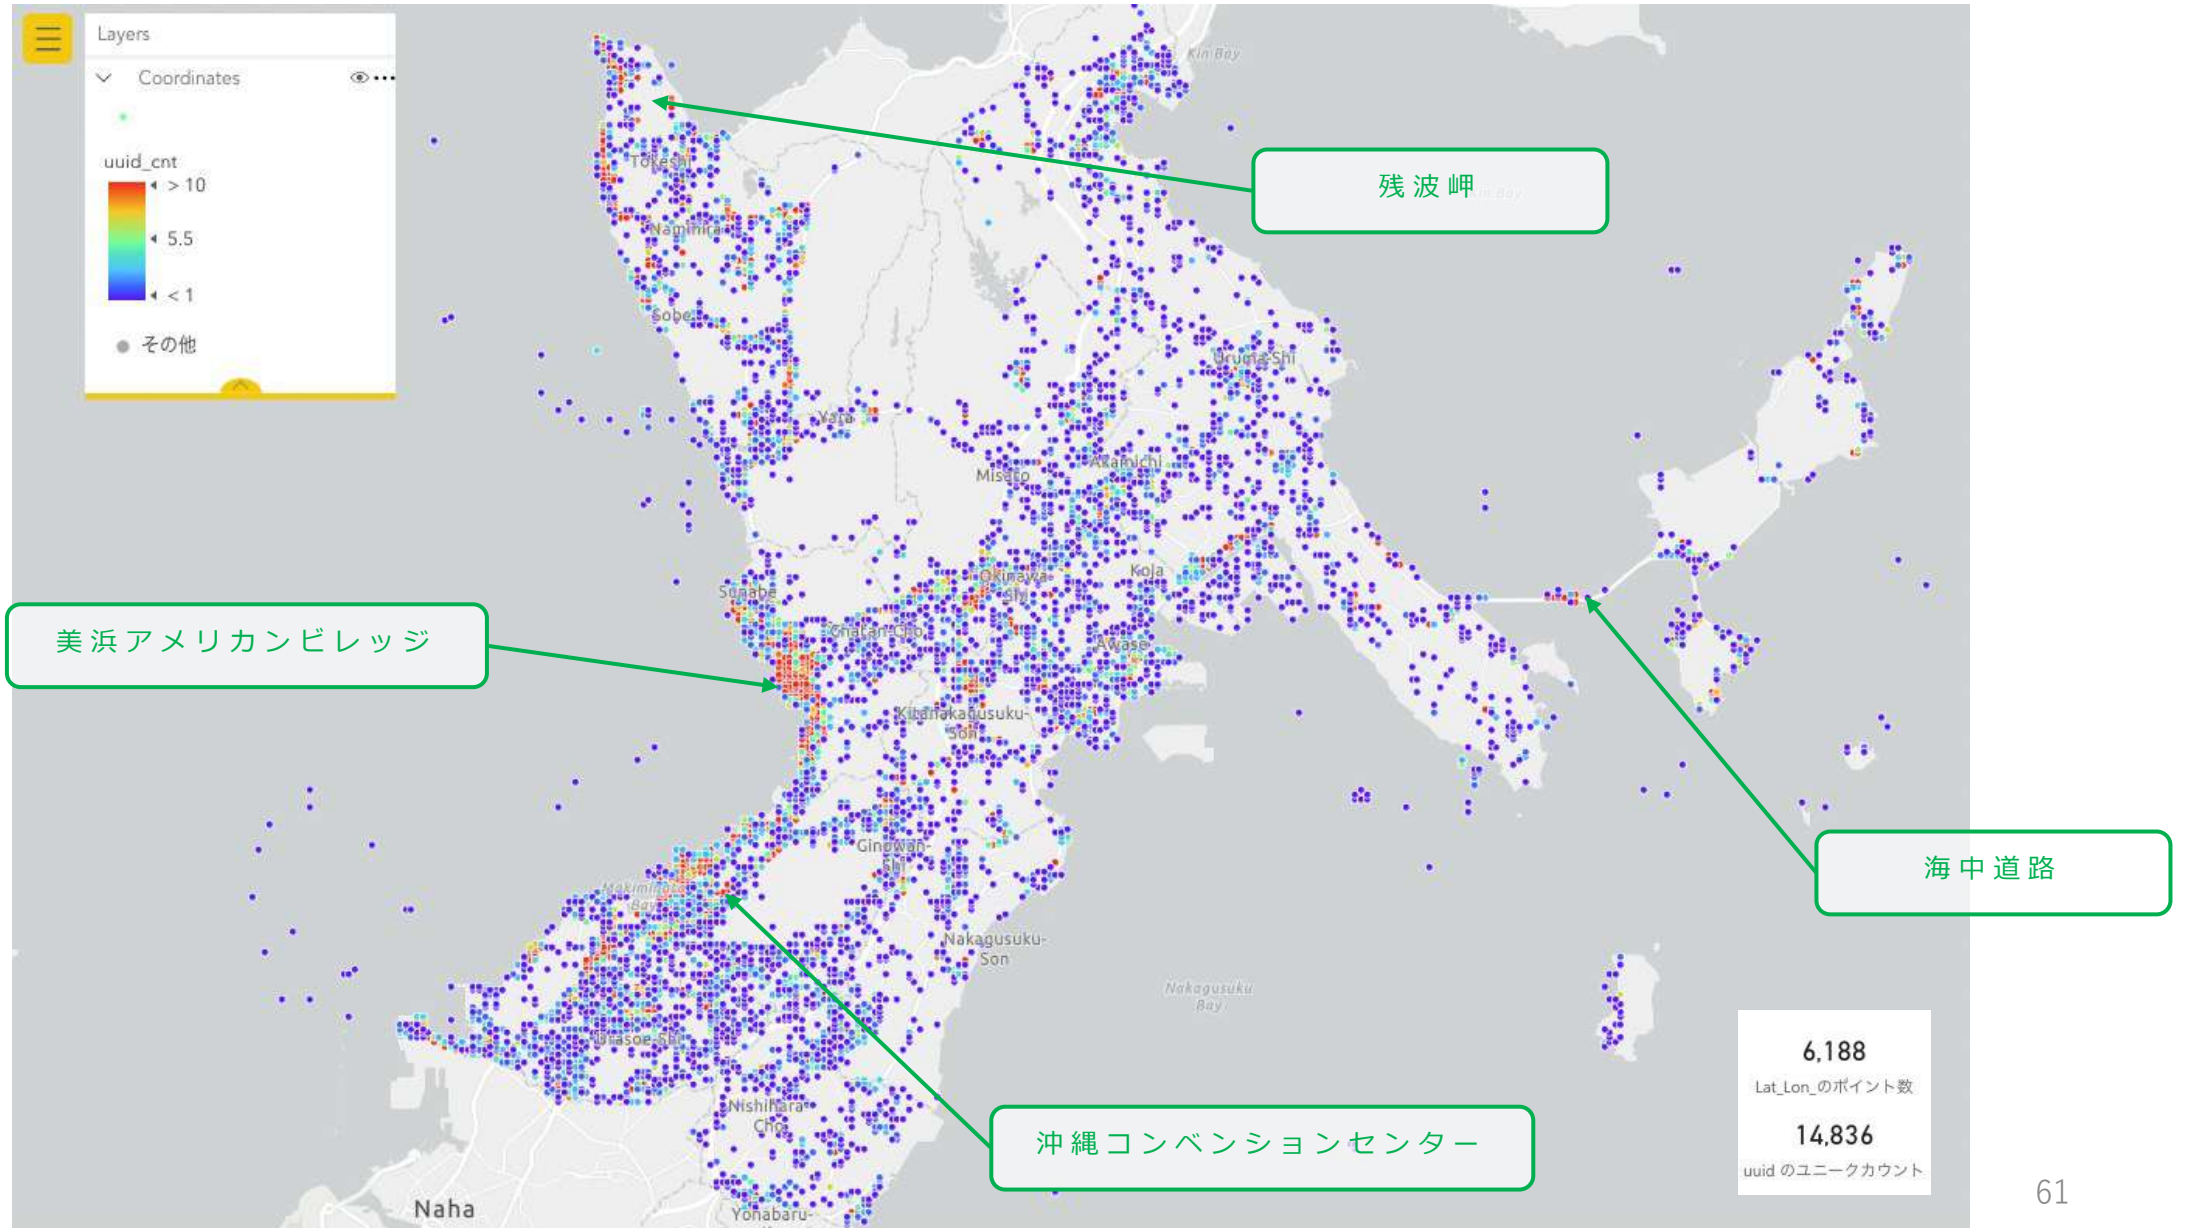 Layers
Coordinates
uuid_cnt
> 10
5.5
< 1
その他
Kin Bay
残波岬
Tokeshi
Naminira
Sobe
Uruma-Shi
Yara
Misato
Akamichi
Okinawa-
Shi
Koja
Sunabe
Chatan-Cho
Awase
美浜アメリカンビレッジ
Kitanakagusuku-
Son
Ginowan-
Shi
海中道路
Makiminato
Bay
Nakagusuku-
Son
Nakagusuku
Bay
Urasoe-Shi
Nishihara-
Cho
沖縄コンベンションセンター
6,188
Lat_Lon_のポイント数
14,836
uuid のユニークカウント
Naha
Yonabaru-
61